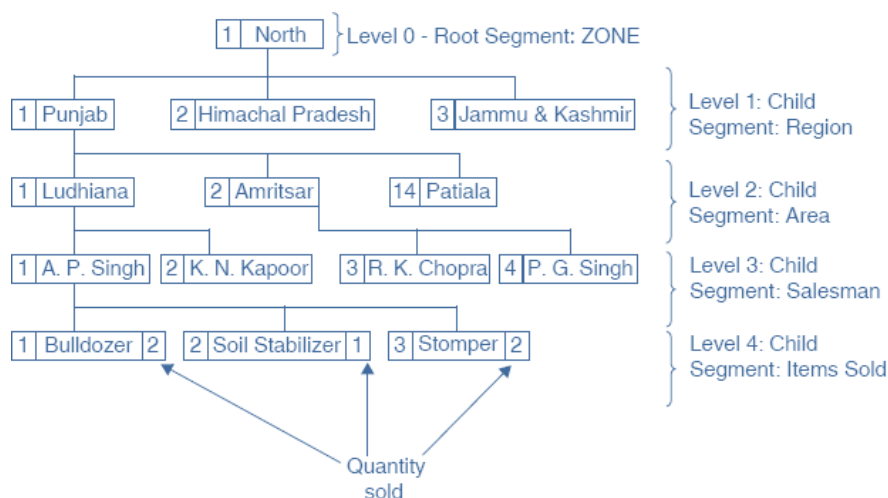 1 North Level 0 - Root Segment: ZONE
1 Punjab 2 Himachal Pradesh 3 Jammu & Kashmir
Level 1: Child
Segment: Region
1 Ludhiana 2 Amritsar 14 Patiala
Level 2: Child
Segment: Area
1 A. P. Singh 2 K. N. Kapoor 3 R. K. Chopra 4 P. G. Singh
Level 3: Child
Segment: Salesman
1 Bulldozer 2 2 Soil Stabilizer 1 3 Stomper 2
Level 4: Child
Segment: Items Sold
Quantity
sold